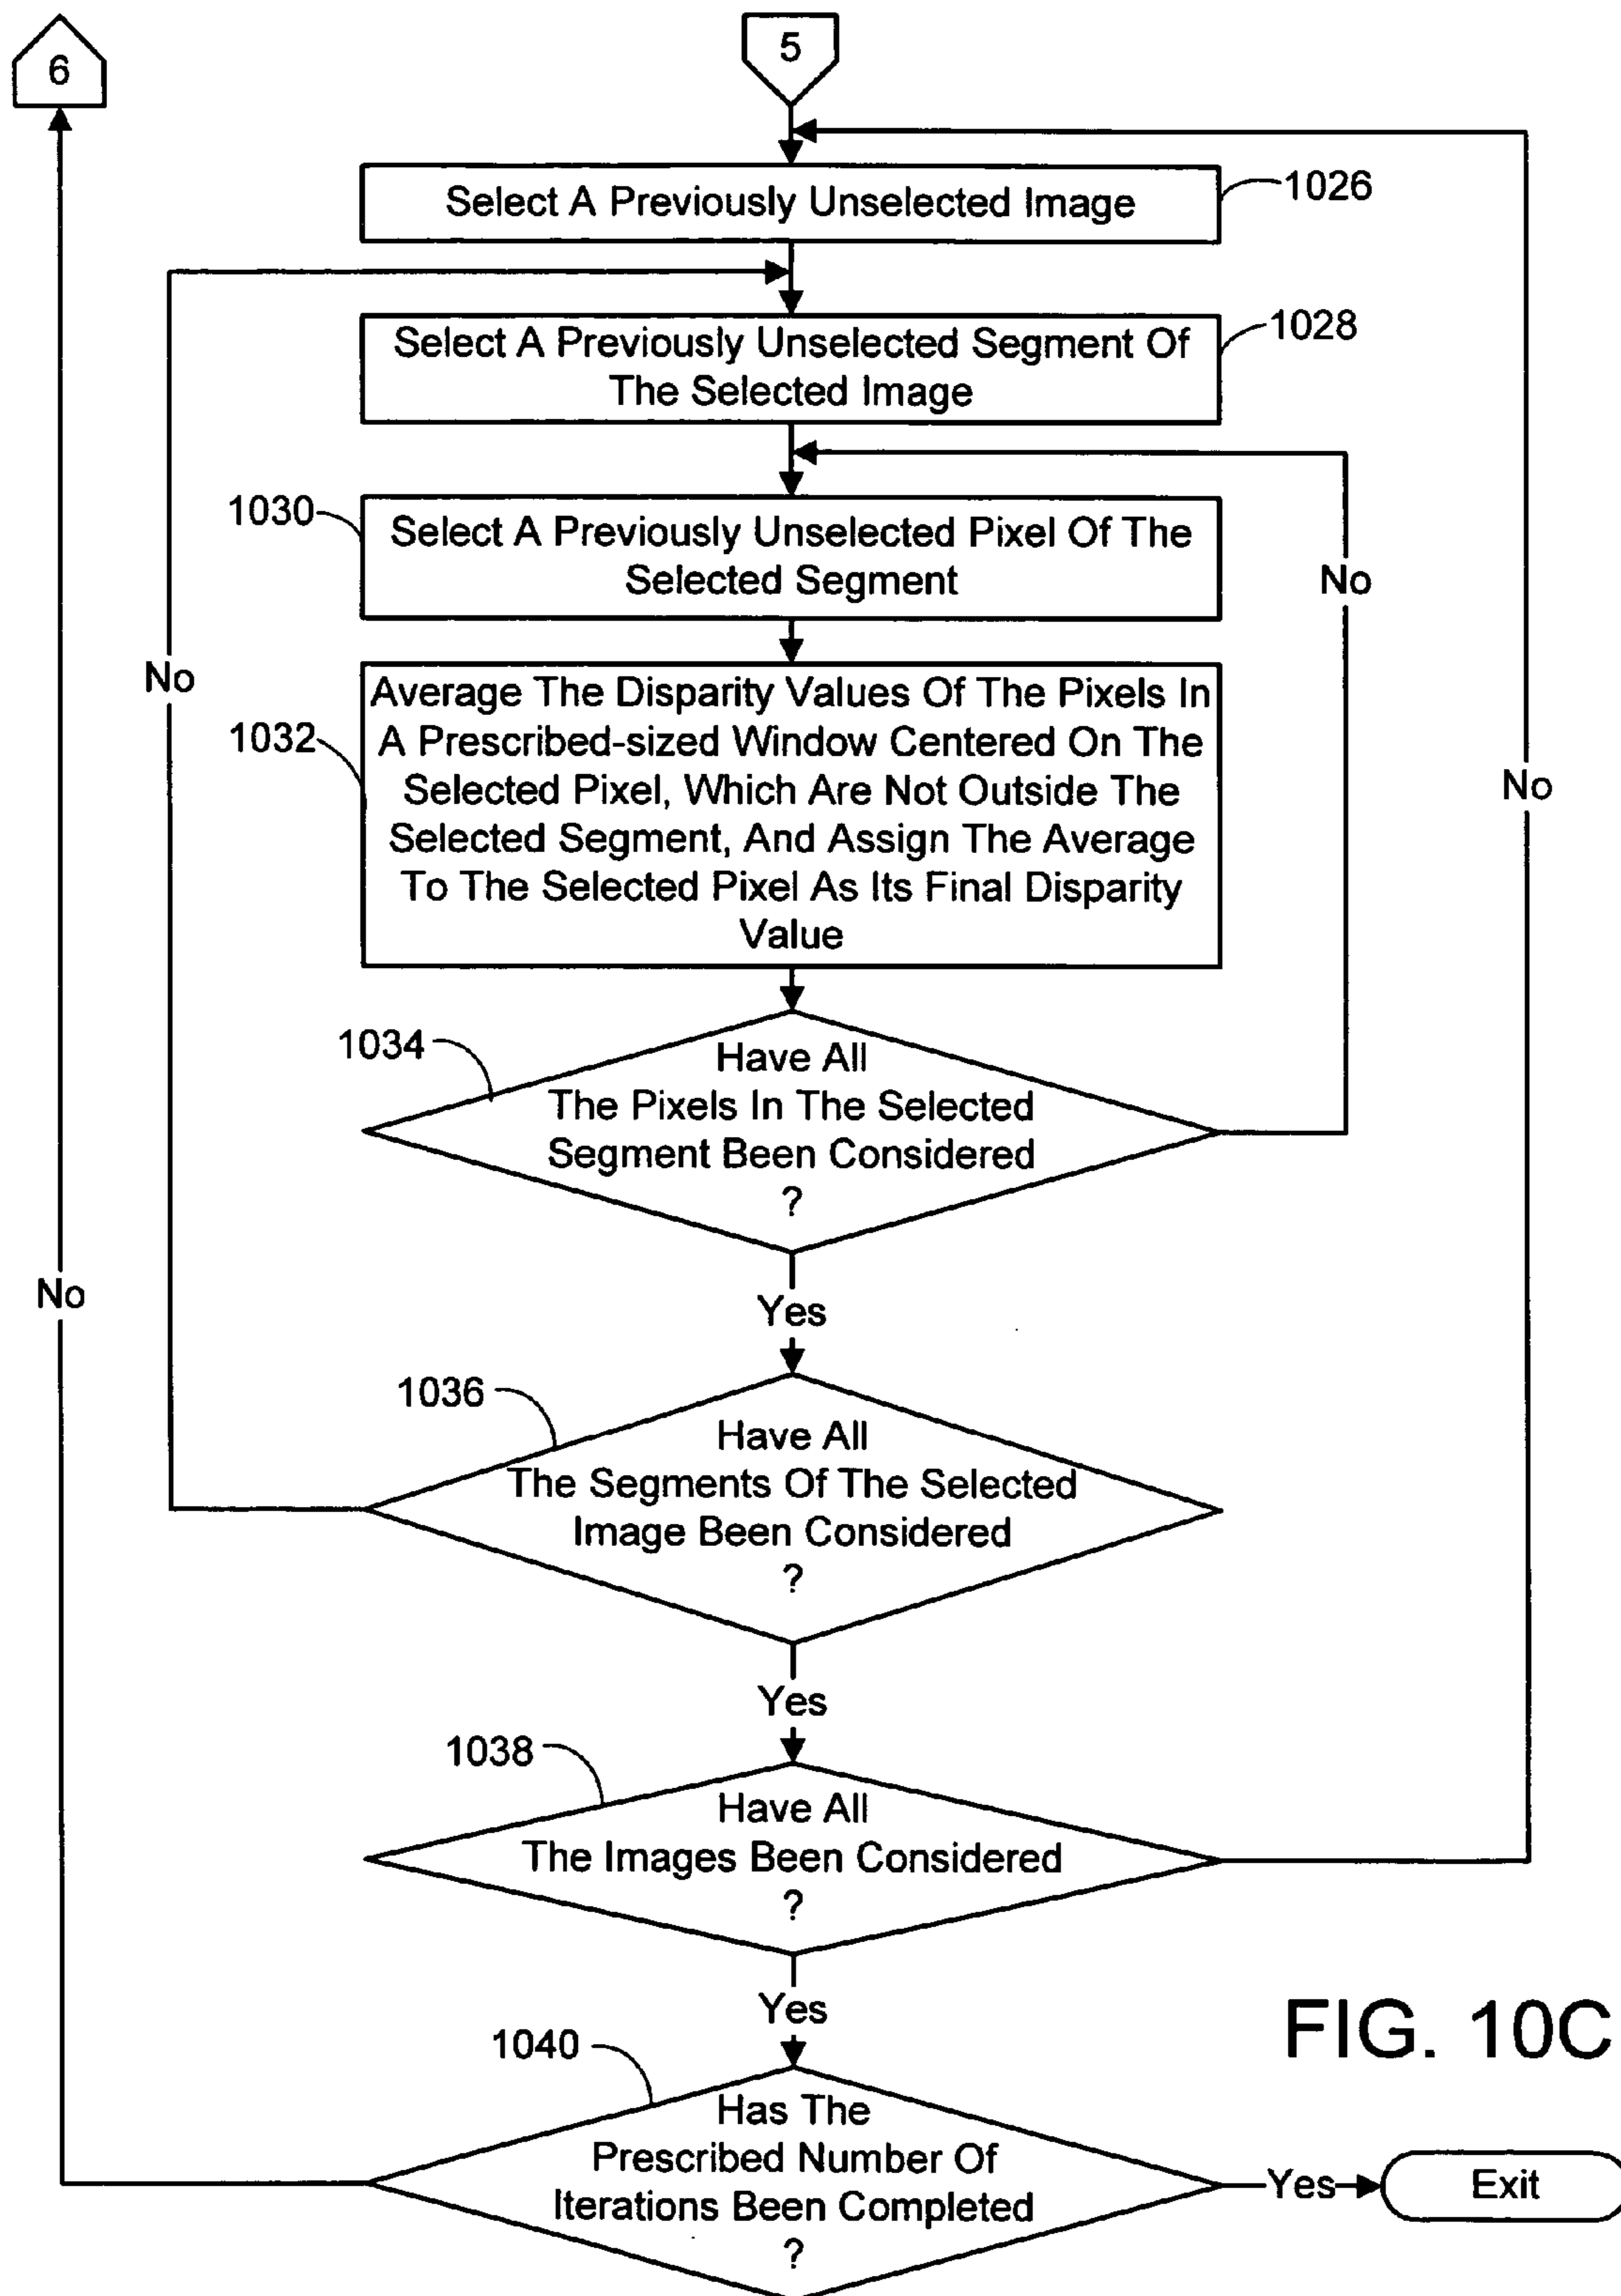 6
5
Select A Previously Unselected Image
1026
Select A Previously Unselected Segment Of
The Selected Image
1028
1030
Select A Previously Unselected Pixel Of The
Selected Segment
No
No
1032
Average The Disparity Values Of The Pixels In
A Prescribed-sized Window Centered On The
Selected Pixel, Which Are Not Outside The
Selected Segment, And Assign The Average
To The Selected Pixel As Its Final Disparity
Value
No
1034
Have All
The Pixels In The Selected
Segment Been Considered
?
No
Yes
1036
Have All
The Segments Of The Selected
Image Been Considered
?
Yes
1038
Have All
The Images Been Considered
?
Yes
FIG. 10C
1040
Has The
Prescribed Number Of
Iterations Been Completed
?
Yes
Exit